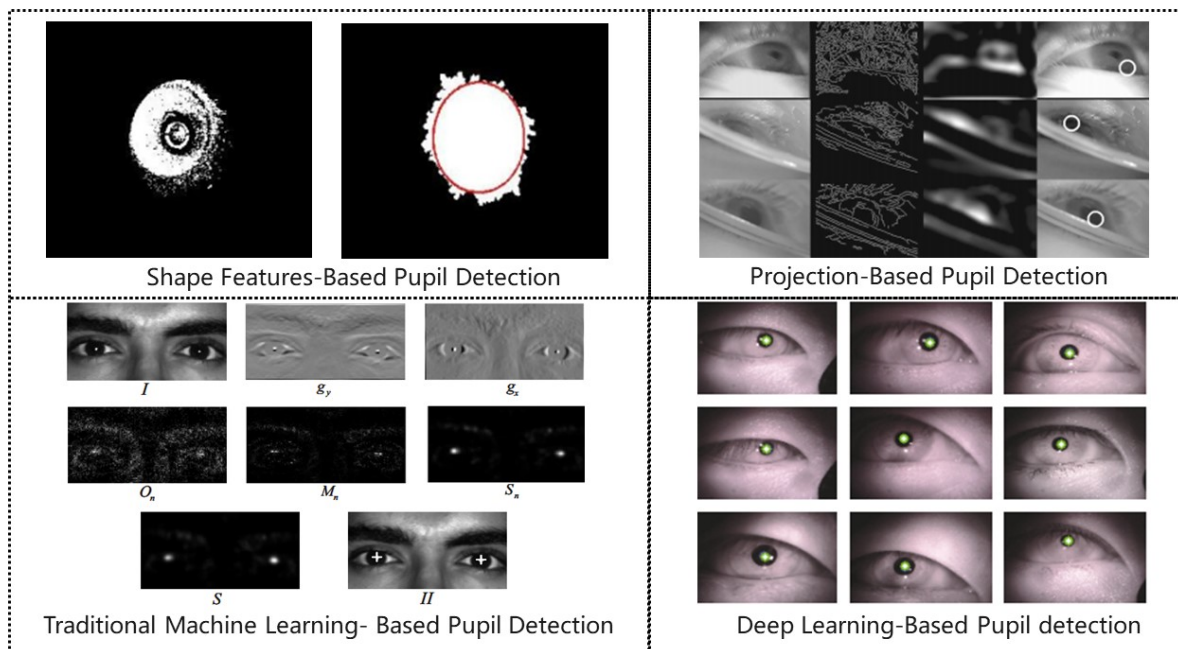 Shape Features-Based Pupil Detection
Projection-Based Pupil Detection
I g_y g_x
O_n M_n S_n
S II
Traditional Machine Learning- Based Pupil Detection
Deep Learning-Based Pupil detection